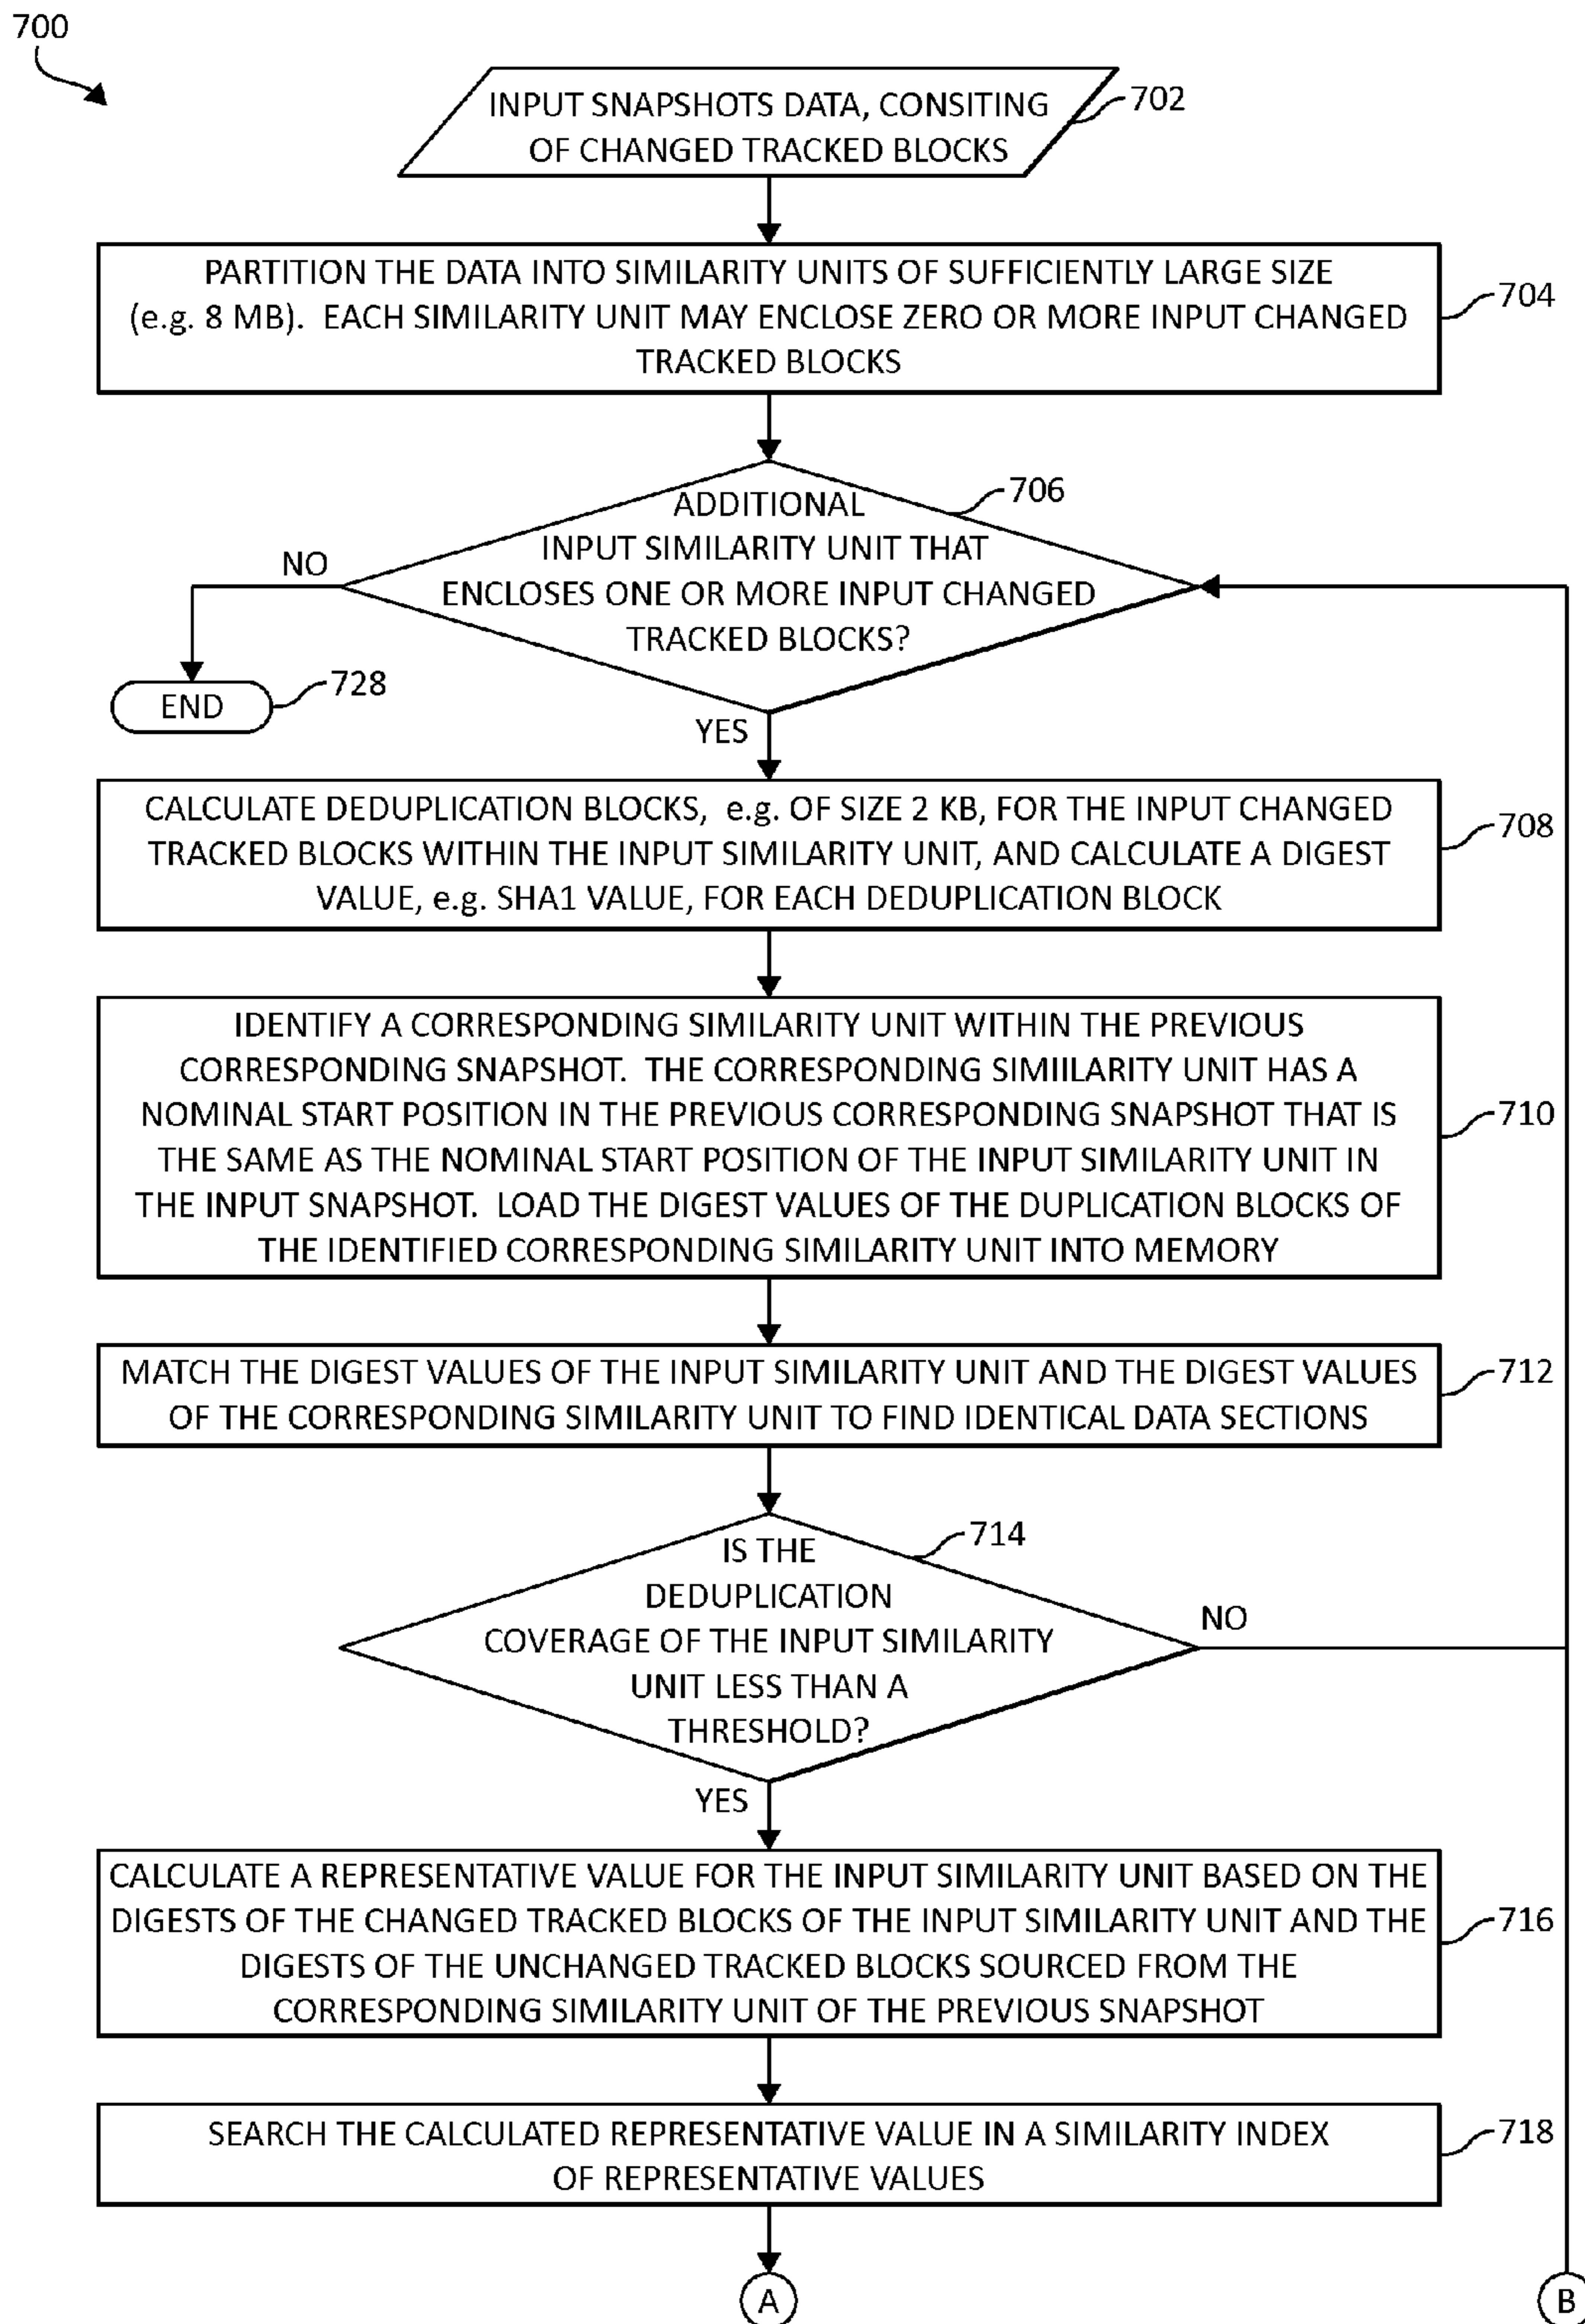 700
INPUT SNAPSHOTS DATA, CONSITING
OF CHANGED TRACKED BLOCKS
702
PARTITION THE DATA INTO SIMILARITY UNITS OF SUFFICIENTLY LARGE SIZE
(e.g. 8 MB). EACH SIMILARITY UNIT MAY ENCLOSE ZERO OR MORE INPUT CHANGED
TRACKED BLOCKS
704
ADDITIONAL
INPUT SIMILARITY UNIT THAT
ENCLOSES ONE OR MORE INPUT CHANGED
TRACKED BLOCKS?
706
NO
END
728
YES
CALCULATE DEDUPLICATION BLOCKS, e.g. OF SIZE 2 KB, FOR THE INPUT CHANGED
TRACKED BLOCKS WITHIN THE INPUT SIMILARITY UNIT, AND CALCULATE A DIGEST
VALUE, e.g. SHA1 VALUE, FOR EACH DEDUPLICATION BLOCK
708
IDENTIFY A CORRESPONDING SIMILARITY UNIT WITHIN THE PREVIOUS
CORRESPONDING SNAPSHOT. THE CORRESPONDING SIMIILARITY UNIT HAS A
NOMINAL START POSITION IN THE PREVIOUS CORRESPONDING SNAPSHOT THAT IS
THE SAME AS THE NOMINAL START POSITION OF THE INPUT SIMILARITY UNIT IN
THE INPUT SNAPSHOT. LOAD THE DIGEST VALUES OF THE DUPLICATION BLOCKS OF
THE IDENTIFIED CORRESPONDING SIMILARITY UNIT INTO MEMORY
710
MATCH THE DIGEST VALUES OF THE INPUT SIMILARITY UNIT AND THE DIGEST VALUES
OF THE CORRESPONDING SIMILARITY UNIT TO FIND IDENTICAL DATA SECTIONS
712
IS THE
DEDUPLICATION
COVERAGE OF THE INPUT SIMILARITY
UNIT LESS THAN A
THRESHOLD?
714
NO
YES
CALCULATE A REPRESENTATIVE VALUE FOR THE INPUT SIMILARITY UNIT BASED ON THE
DIGESTS OF THE CHANGED TRACKED BLOCKS OF THE INPUT SIMILARITY UNIT AND THE
DIGESTS OF THE UNCHANGED TRACKED BLOCKS SOURCED FROM THE
CORRESPONDING SIMILARITY UNIT OF THE PREVIOUS SNAPSHOT
716
SEARCH THE CALCULATED REPRESENTATIVE VALUE IN A SIMILARITY INDEX
OF REPRESENTATIVE VALUES
718
A
B